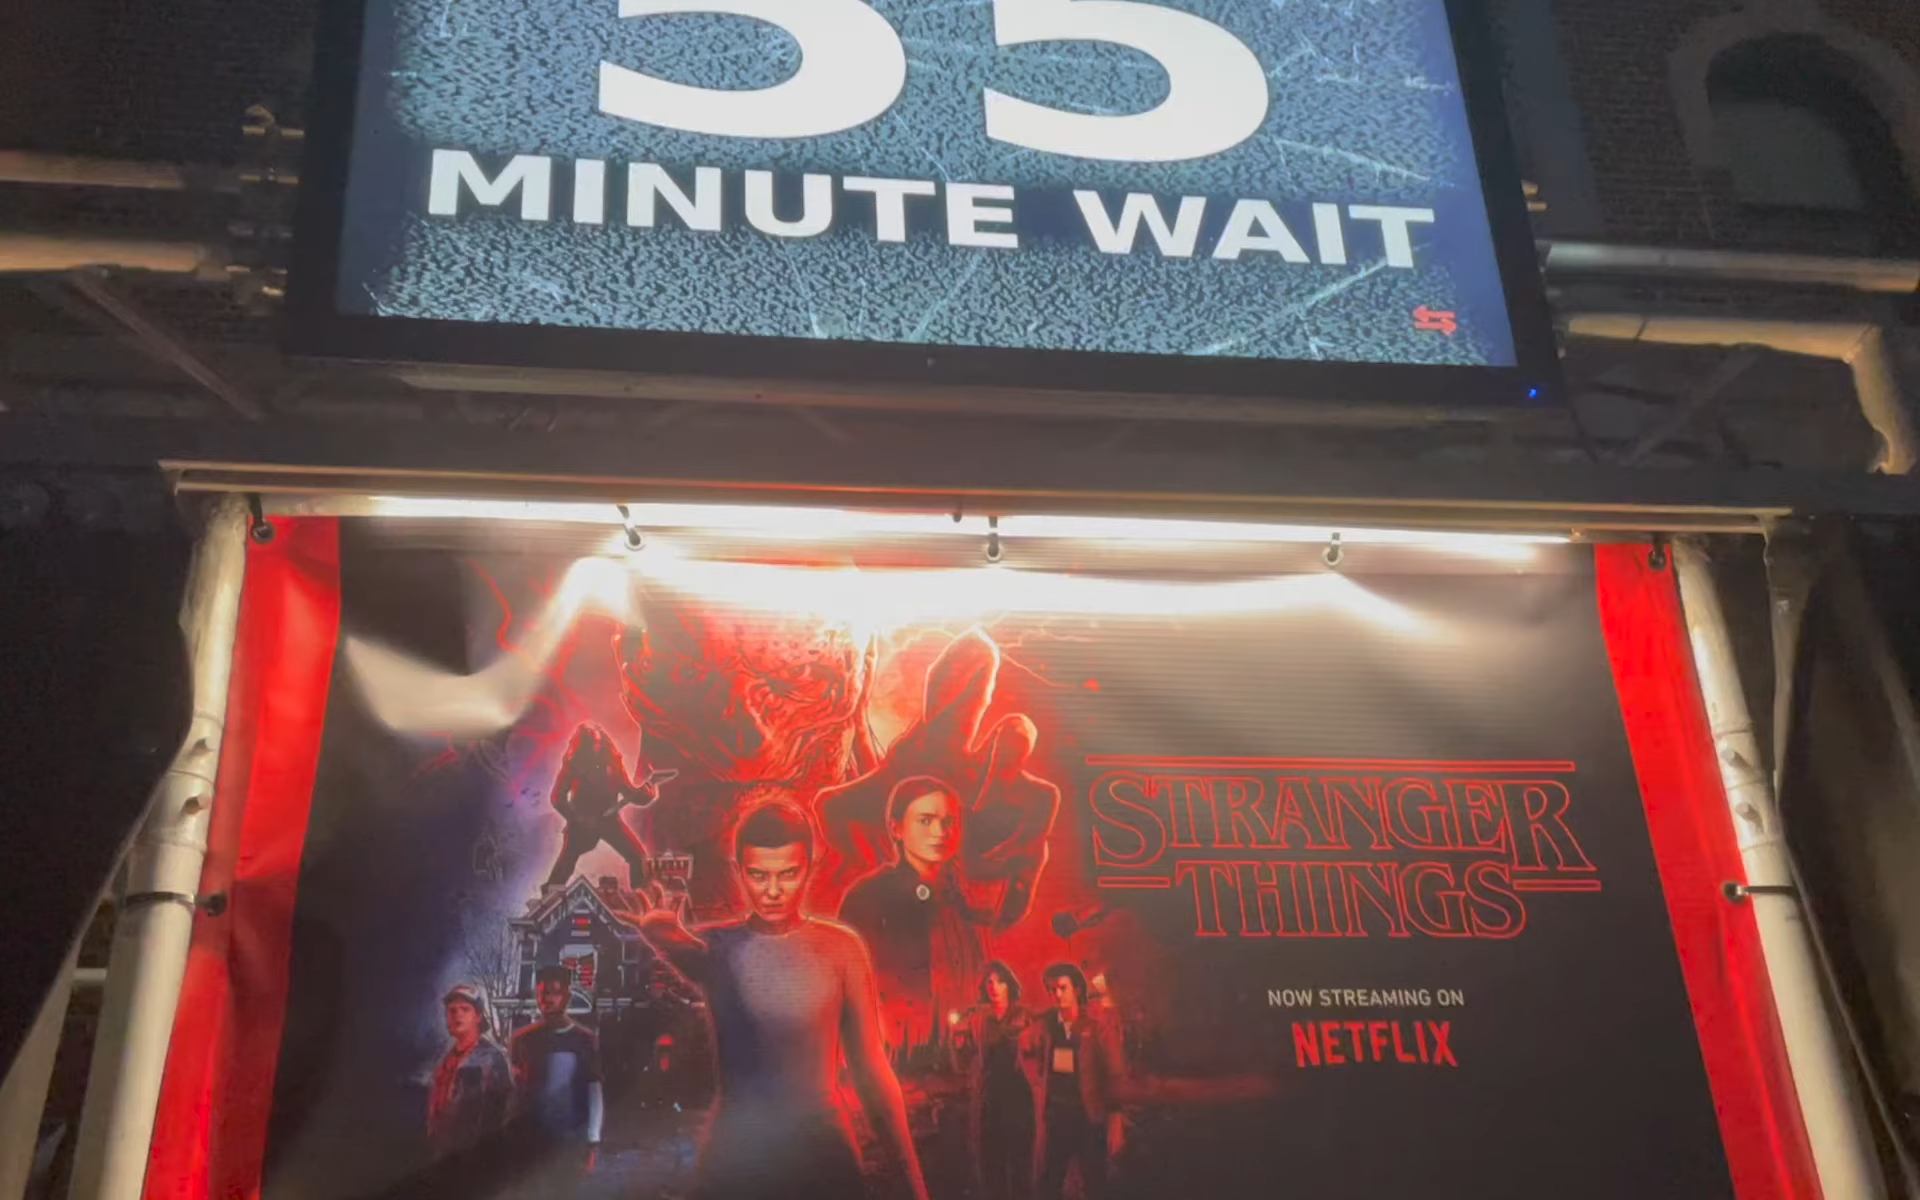 MINUTE WAIT
STRANGER
THINGS
NOW STREAMING ON
NETFLIX